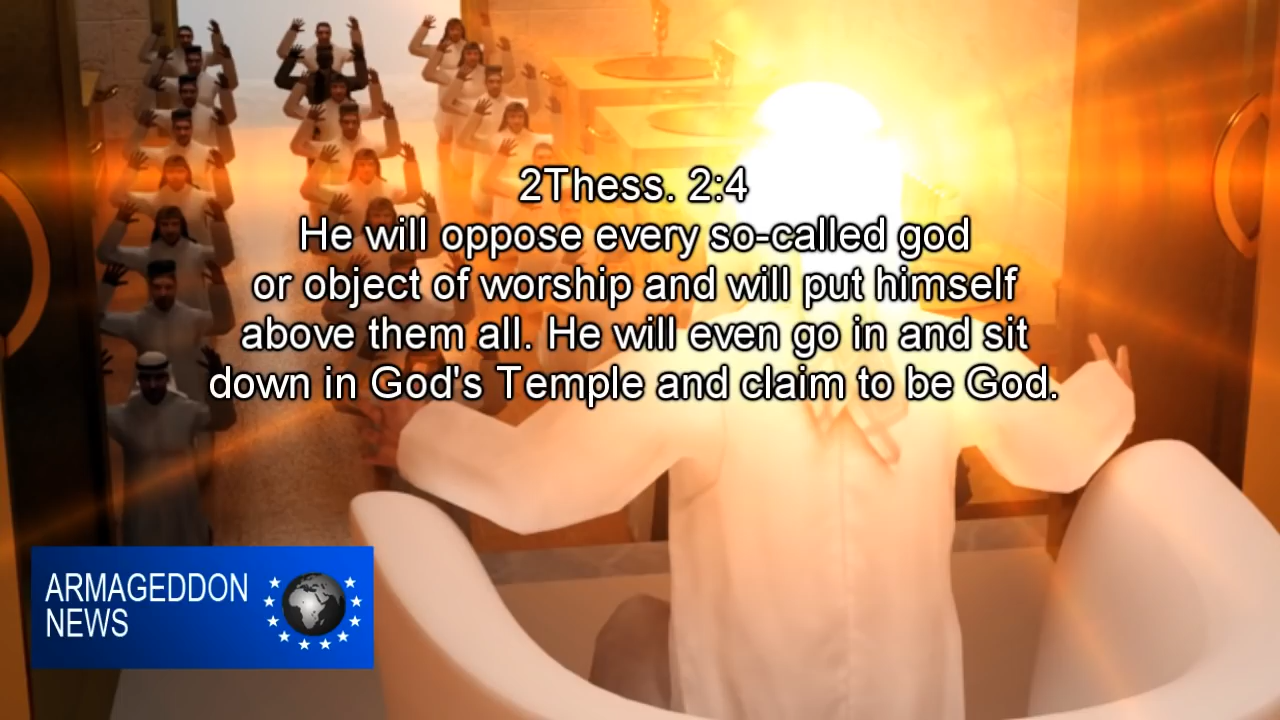 2Thess. 2:4
He will oppose every so-called god
or object of worship and will put himself
above them all. He will even go in and sit
down in God's Temple and claim to be God.
ARMAGEDDON
NEWS